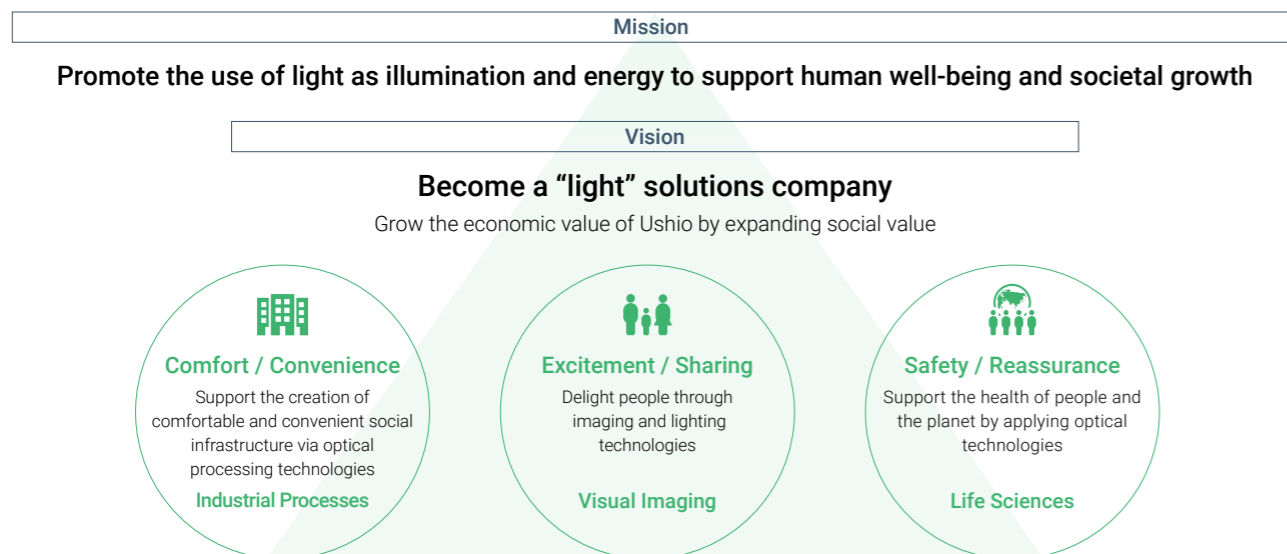 Mission
Promote the use of light as illumination and energy to support human well-being and societal growth
Vision
Become a “light” solutions company
Grow the economic value of Ushio by expanding social value
Comfort / Convenience
Support the creation of
comfortable and convenient social
infrastructure via optical
processing technologies
Industrial Processes
Excitement / Sharing
Delight people through
imaging and lighting
technologies
Visual Imaging
Safety / Reassurance
Support the health of people and
the planet by applying optical
technologies
Life Sciences